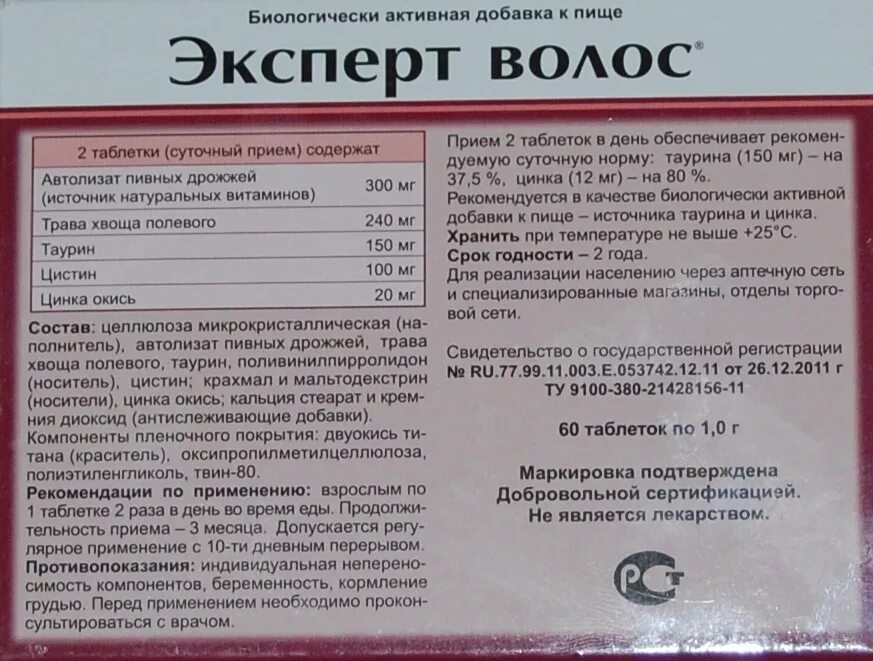 Биологически активная добавка к пище
Эксперт волос®
2 таблетки (суточный прием) содержат
Автолизат пивных дрожжей
(источник натуральных витаминов) 300 мг
Трава хвоща полевого 240 мг
Таурин 150 мг
Цистин 100 мг
Цинка окись 20 мг
Состав: целлюлоза микрокристаллическая (на-
полнитель), автолизат пивных дрожжей, трава
хвоща полевого, таурин, поливинилпирролидон
(носитель), цистин; крахмал и мальтодекстрин
(носители), цинка окись; кальция стеарат и крем-
ния диоксид (антислеживающие добавки).
Компоненты пленочного покрытия: двуокись ти-
тана (краситель), оксипропилметилцеллюлоза,
полиэтиленгликоль, твин-80.
Рекомендации по применению: взрослым по
1 таблетке 2 раза в день во время еды. Продолжи-
тельность приема – 3 месяца. Допускается регу-
лярное применение с 10-ти дневным перерывом.
Противопоказания: индивидуальная неперено-
симость компонентов, беременность, кормление
грудью. Перед применением необходимо прокон-
сультироваться с врачом.
Прием 2 таблеток в день обеспечивает рекомен-
дуемую суточную норму: таурина (150 мг) – на
37,5 %, цинка (12 мг) – на 80 %.
Рекомендуется в качестве биологически активной
добавки к пище – источника таурина и цинка.
Хранить при температуре не выше +25°С.
Срок годности – 2 года.
Для реализации населению через аптечную сеть
и специализированные магазины, отделы торго-
вой сети.
Свидетельство о государственной регистрации
№ RU.77.99.11.003.Е.053742.12.11 от 26.12.2011 г
ТУ 9100-380-21428156-11
60 таблеток по 1,0 г
Маркировка подтверждена
Добровольной сертификацией.
Не является лекарством.
РСТ